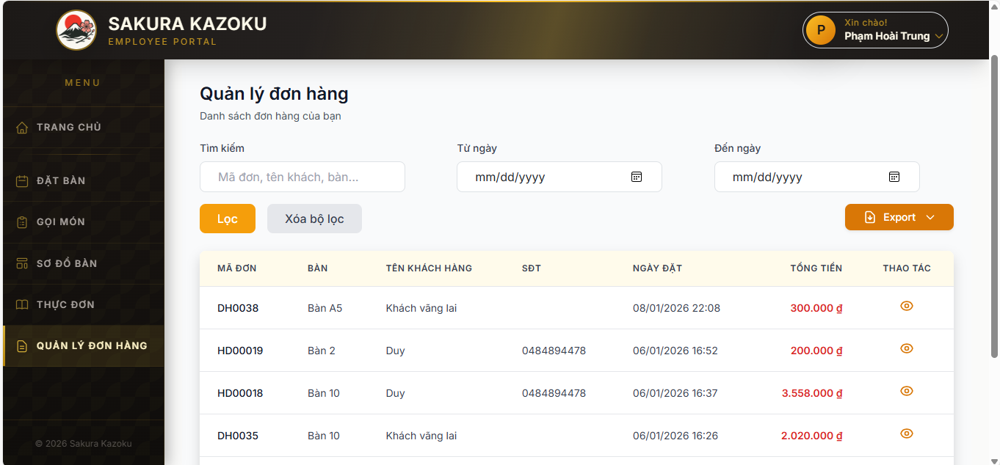 SAKURA KAZOKU
EMPLOYEE PORTAL
P
Xin chào!
Phạm Hoài Trung
MENU
TRANG CHỦ
ĐẶT BÀN
GỌI MÓN
SƠ ĐỒ BÀN
THỰC ĐƠN
QUẢN LÝ ĐƠN HÀNG
© 2026 Sakura Kazoku
Quản lý đơn hàng
Danh sách đơn hàng của bạn
Tìm kiếm Từ ngày Đến ngày
Mã đơn, tên khách, bàn... mm/dd/yyyy mm/dd/yyyy
Lọc Xóa bộ lọc Export
MÃ ĐƠN BÀN TÊN KHÁCH HÀNG SĐT NGÀY ĐẶT TỔNG TIỀN THAO TÁC
DH0038 Bàn A5 Khách vãng lai 08/01/2026 22:08 300.000 ₫
HD00019 Bàn 2 Duy 0484894478 06/01/2026 16:52 200.000 ₫
HD00018 Bàn 10 Duy 0484894478 06/01/2026 16:37 3.558.000 ₫
DH0035 Bàn 10 Khách vãng lai 06/01/2026 16:26 2.020.000 ₫